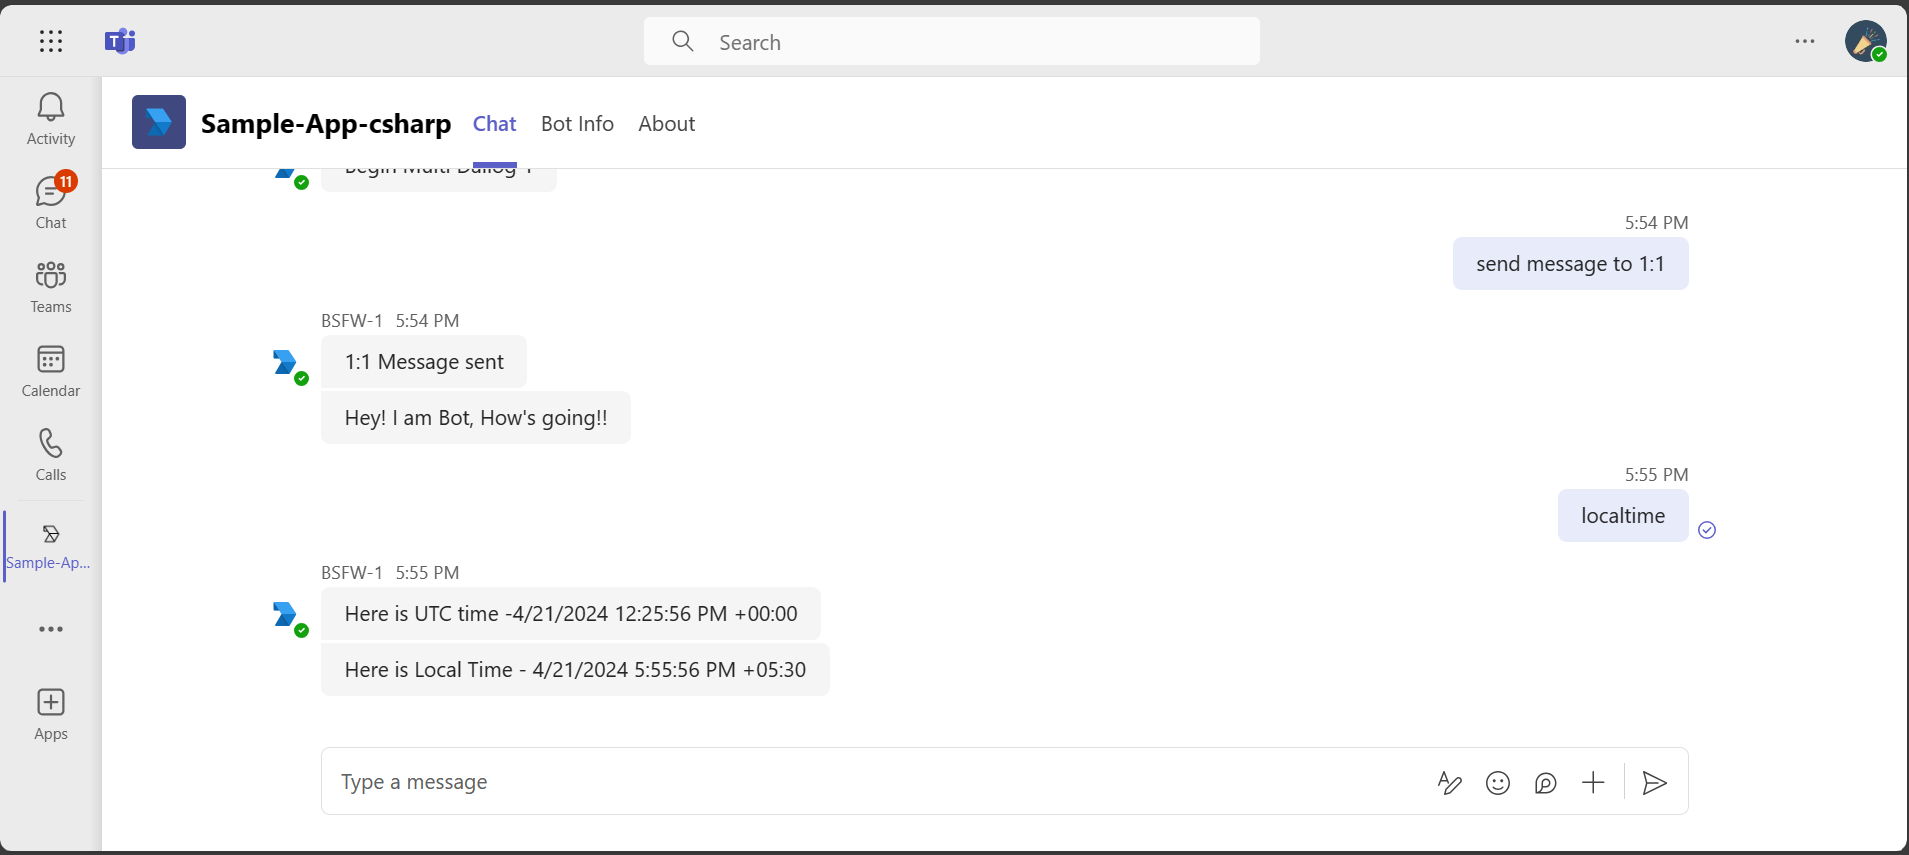 Search
Activity
11
Chat
Teams
Calendar
Calls
Sample-Ap...
Apps
Sample-App-csharp
Chat
Bot Info
About
5:54 PM
send message to 1:1
BSFW-1 5:54 PM
1:1 Message sent
Hey! I am Bot, How's going!!
5:55 PM
localtime
BSFW-1 5:55 PM
Here is UTC time -4/21/2024 12:25:56 PM +00:00
Here is Local Time - 4/21/2024 5:55:56 PM +05:30
Type a message